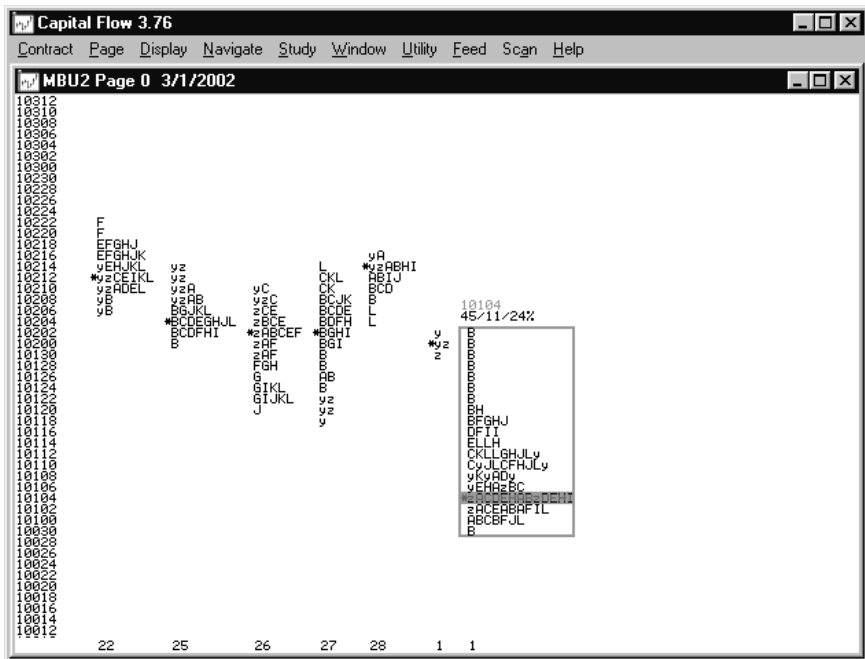 Capital Flow 3.76
Contract Page Display Navigate Study Window Utility Feed Scan Help
MBU2 Page 0 3/1/2002
10312
10310
10308
10306
10304
10302
10300
10230
10228
10226
10224
10222 F
10220 F
10218 EFGHJ
10216 EFGHJK yA
10214 yEHJKL yz L *yzABHI
10212 *yzCEIKL yz CKL ABIJ
10210 yzADEL yzA yC CK BCD
10208 yB yzAB yzC BCJK B 10104
10206 yB BGJKL zCE BCDE L 45/11/24%
10204 *BCDEGHJL zBCE BDFH L
10202 BCDFHI *zABCEF *BGHI y B
10200 B zAF BGI *yz B
10130 zAF B z B
10128 FGH B B
10126 G AB B
10124 GIKL B B
10122 GIJKL yz B
10120 J yz BH
10118 y BFGHJ
10116 DFII
10114 ELLH
10112 CKLLGHJLy
10110 CyJLCFHJLy
10108 yKyADy
10106 yEHAzBC
10104 *zACDEHABzDEHI
10102 zACEABAFIL
10100 ABCBFJL
10030 B
10028
10026
10024
10022
10020
10018
10016
10014
10012
22 25 26 27 28 1 1